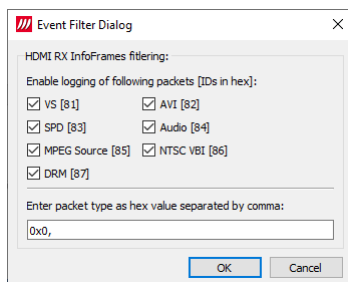 Event Filter Dialog
HDMI RX InfoFrames fitlering:
Enable logging of following packets [IDs in hex]:
VS [81] AVI [82]
SPD [83] Audio [84]
MPEG Source [85] NTSC VBI [86]
DRM [87]
Enter packet type as hex value separated by comma:
0x0,
OK Cancel